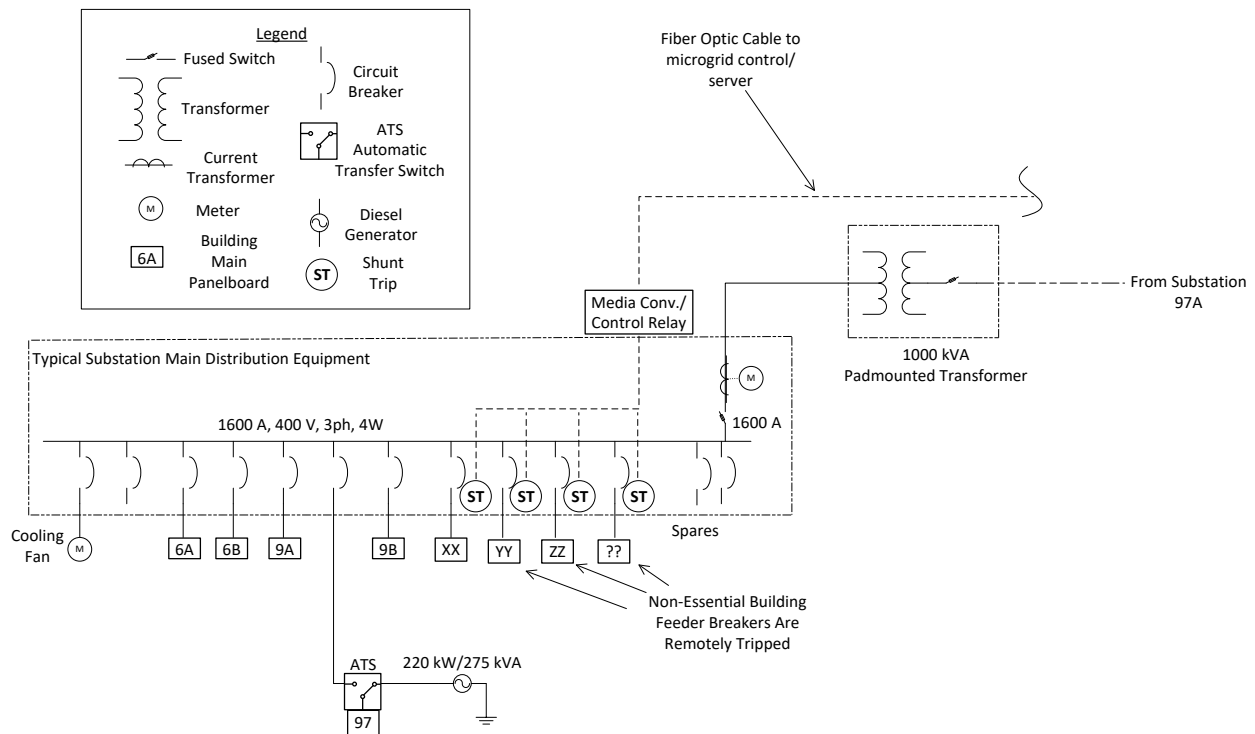 Legend
Fused Switch
Transformer
Current
Transformer
M
Meter
6A
Building
Main
Panelboard
Circuit
Breaker
ATS
Automatic
Transfer Switch
Diesel
Generator
ST
Shunt
Trip
Fiber Optic Cable to
microgrid control/
server
From Substation
97A
1000 kVA
Padmounted Transformer
Media Conv./
Control Relay
Typical Substation Main Distribution Equipment
M
1600 A
1600 A, 400 V, 3ph, 4W
ST
ST
ST
ST
Spares
Cooling
Fan
M
6A
6B
9A
9B
XX
YY
ZZ
??
Non-Essential Building
Feeder Breakers Are
Remotely Tripped
ATS
220 kW/275 kVA
97